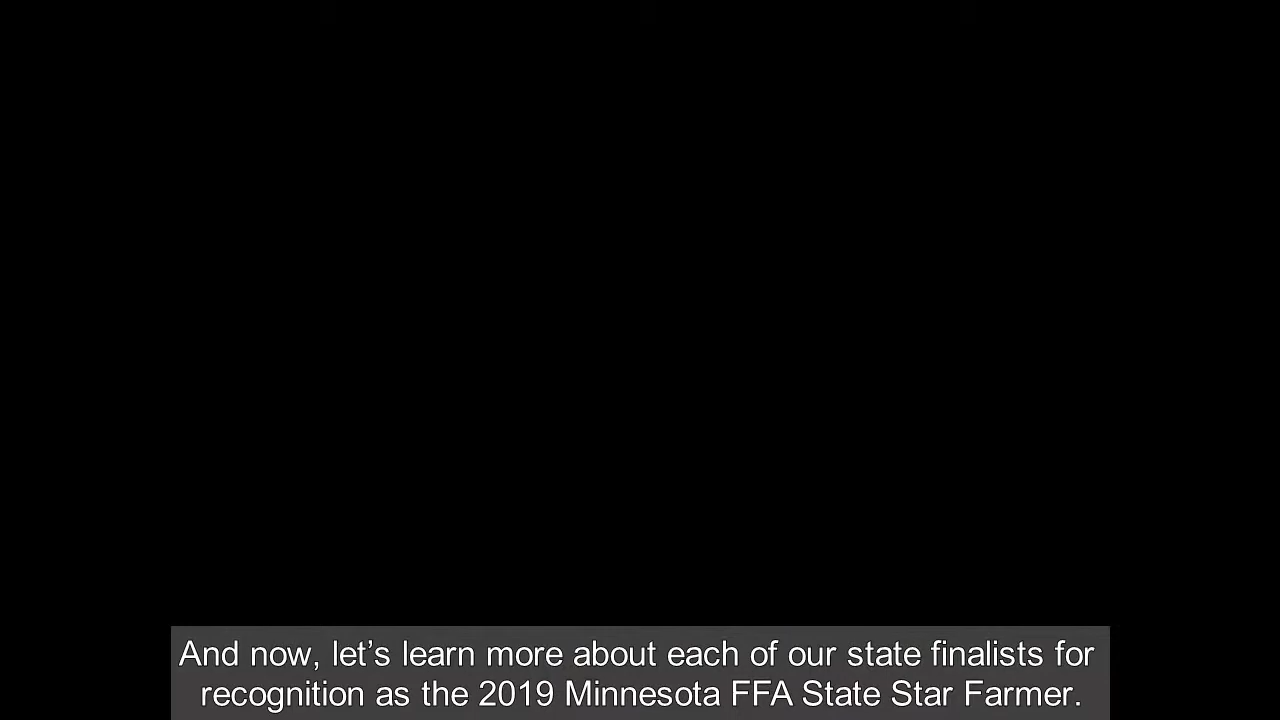 And now, let’s learn more about each of our state finalists for
recognition as the 2019 Minnesota FFA State Star Farmer.